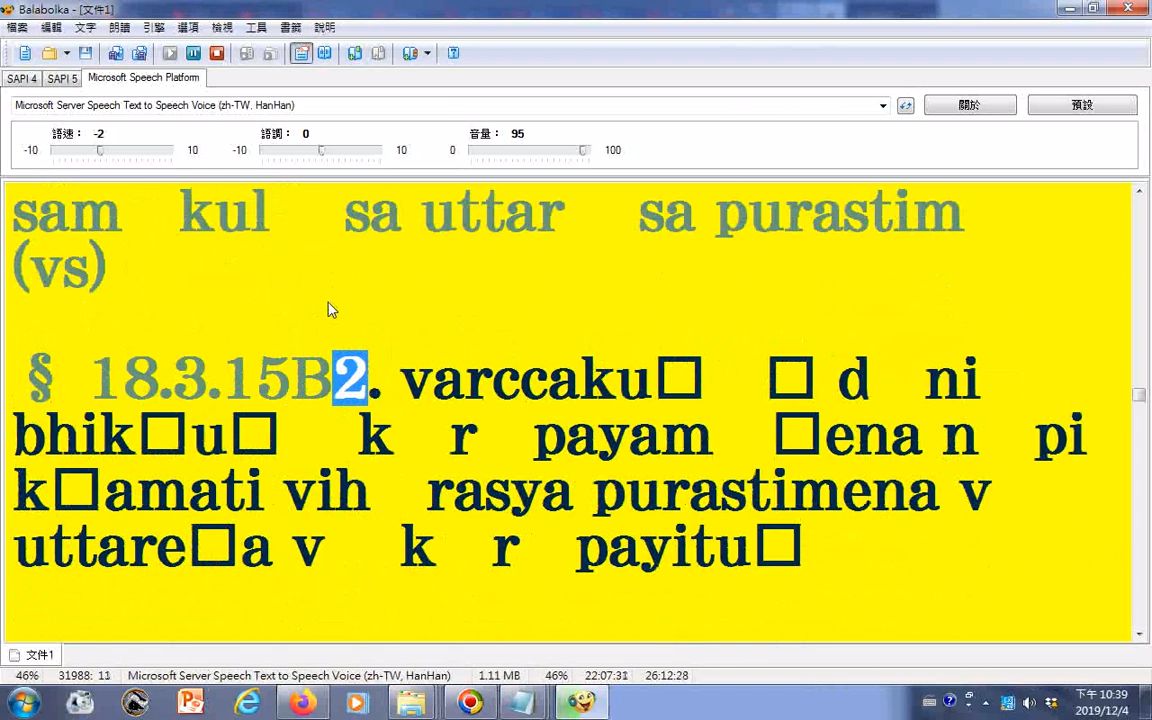 Balabolka - [文件1]
檔案 編輯 文字 朗讀 引擎 選項 檢視 工具 書籤 說明
SAPI 4 SAPI 5 Microsoft Speech Platform
Microsoft Server Speech Text to Speech Voice (zh-TW, HanHan) 關於 預設
語速： -2 語調： 0 音量： 95
-10 10 -10 10 0 100
sam kul sa uttar sa purastim
(vs)
§ 18.3.15B2. varccaku□ □ d ni
bhik□u□ k r payam □ena n pi
k□amati vih rasya purastimena v
uttare□a v k r payitu□
文件1
46% 31988: 11 Microsoft Server Speech Text to Speech Voice (zh-TW, HanHan) 1.11 MB 46% 22:07:31 26:12:28
下午 10:39
2019/12/4